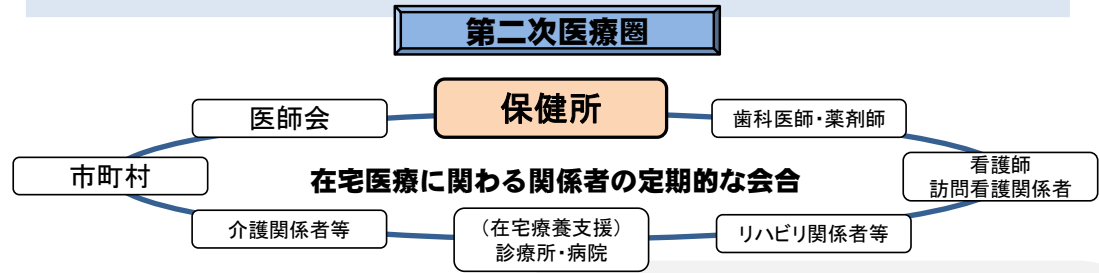 第二次医療圏
保健所
医師会
歯科医師・薬剤師
市町村
在宅医療に関わる関係者の定期的な会合
看護師
訪問看護関係者
介護関係者等
（在宅療養支援）
診療所・病院
リハビリ関係者等